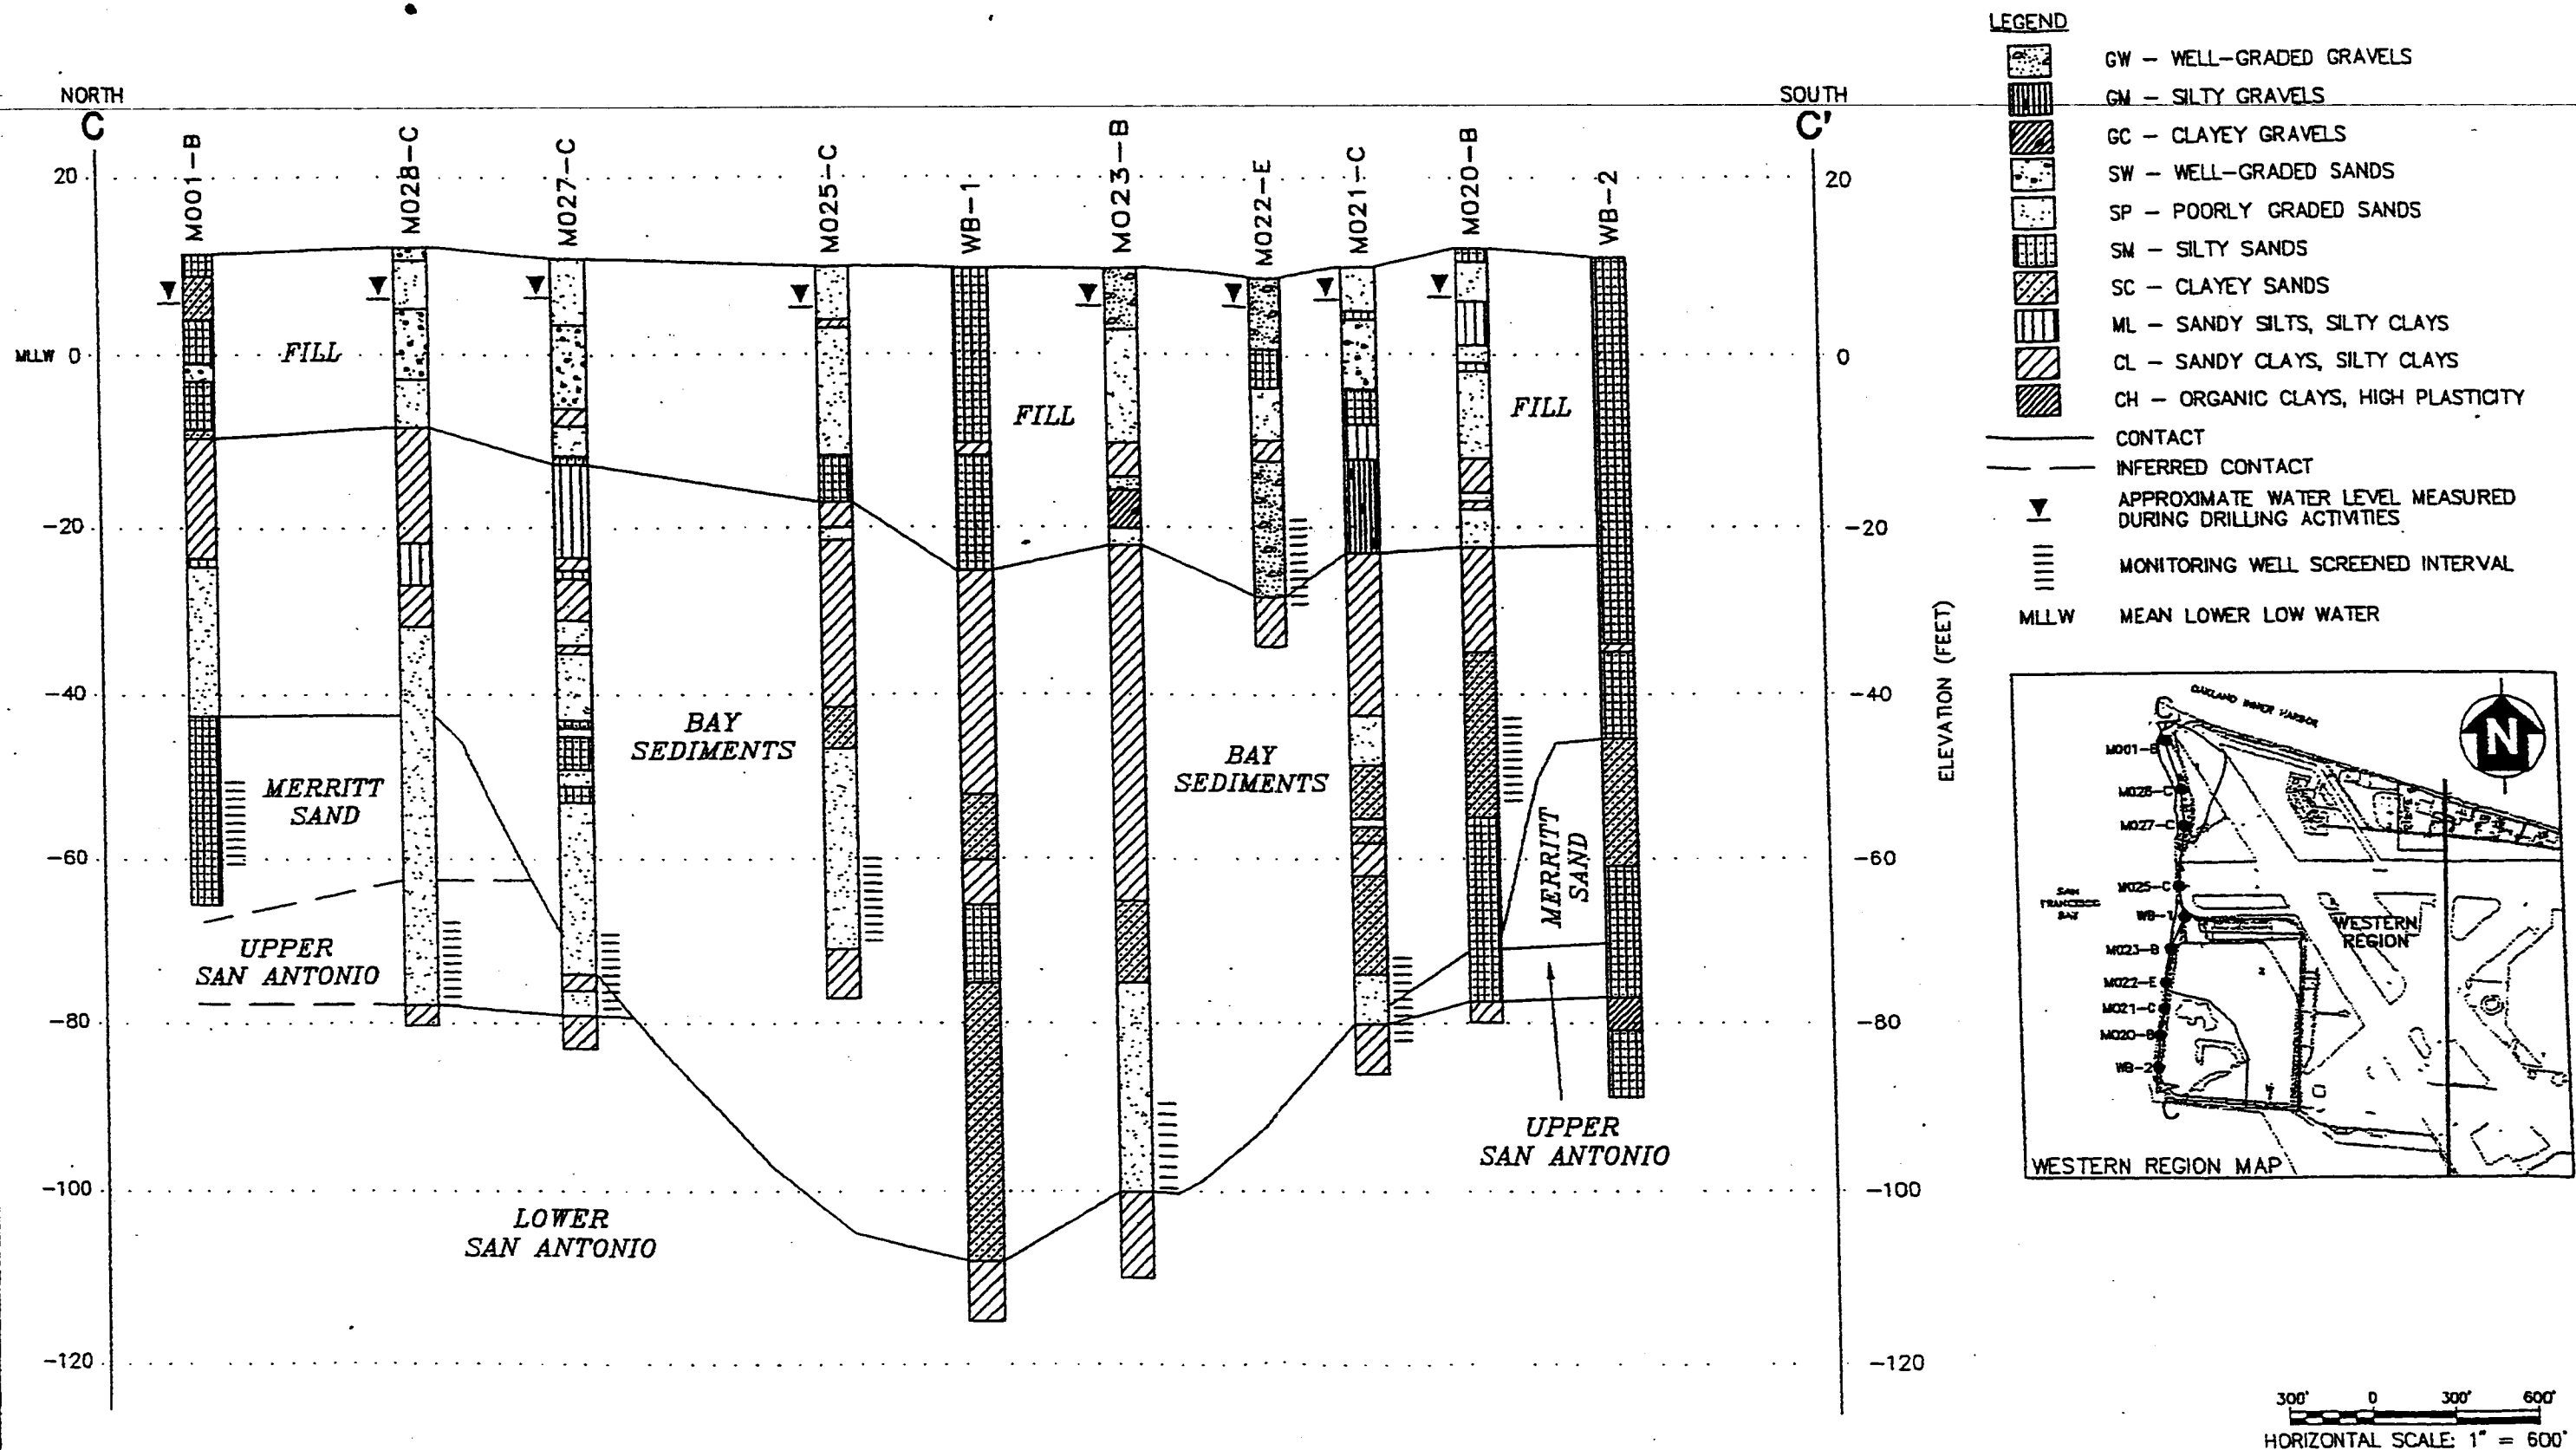 NORTH
C
SOUTH
C'
M001-B
M028-C
M027-C
M025-C
WB-1
M023-B
M022-E
M021-C
M020-B
WB-2
20
MLLW 0
-20
-40
-60
-80
-100
-120
20
0
-20
-40
-60
-80
-100
-120
ELEVATION (FEET)
FILL
FILL
FILL
BAY
SEDIMENTS
BAY
SEDIMENTS
MERRITT
SAND
MERRITT
SAND
UPPER
SAN ANTONIO
UPPER
SAN ANTONIO
LOWER
SAN ANTONIO
LEGEND
GW - WELL-GRADED GRAVELS
GM - SILTY GRAVELS
GC - CLAYEY GRAVELS
SW - WELL-GRADED SANDS
SP - POORLY GRADED SANDS
SM - SILTY SANDS
SC - CLAYEY SANDS
ML - SANDY SILTS, SILTY CLAYS
CL - SANDY CLAYS, SILTY CLAYS
CH - ORGANIC CLAYS, HIGH PLASTICITY
CONTACT
INFERRED CONTACT
APPROXIMATE WATER LEVEL MEASURED
DURING DRILLING ACTIVITIES
MONITORING WELL SCREENED INTERVAL
MLLW MEAN LOWER LOW WATER
C
OAKLAND INNER HARBOR
N
M001-B
M028-C
M027-C
M025-C
SAN
FRANCISCO
BAY
WB-1
WESTERN
REGION
M023-B
M022-E
M021-C
M020-B
WB-2
C
WESTERN REGION MAP
300' 0 300' 600'
HORIZONTAL SCALE: 1" = 600'